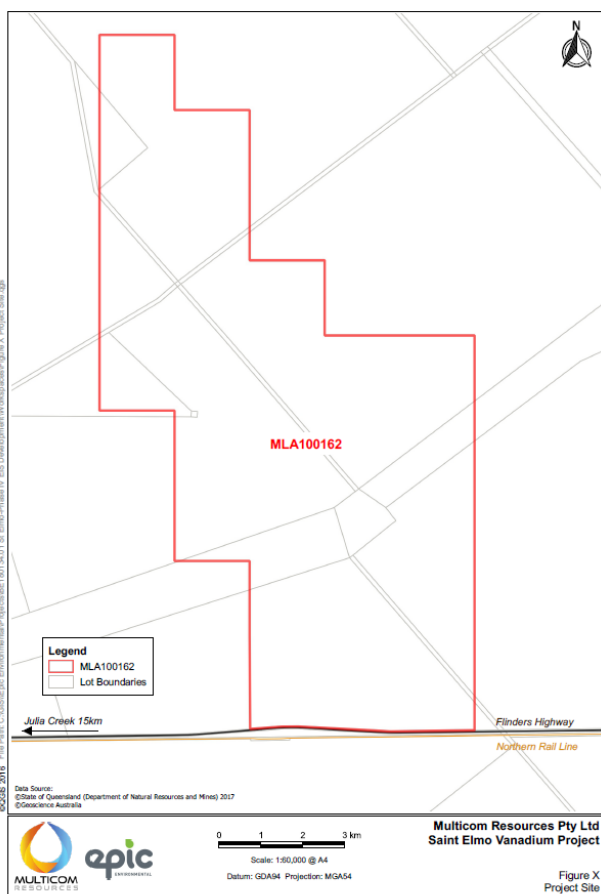 N
MLA100162
Legend
MLA100162
Lot Boundaries
Julia Creek 15km
Flinders Highway
Northern Rail Line
Data Source:
©State of Queensland (Department of Natural Resources and Mines) 2017
©Geoscience Australia
©QGIS 2016
MULTICOM
RESOURCES
epic
ENVIRONMENTAL
0 1 2 3 km
Scale: 1:60,000 @ A4
Datum: GDA94 Projection: MGA54
Multicom Resources Pty Ltd
Saint Elmo Vanadium Project
Figure X
Project Site